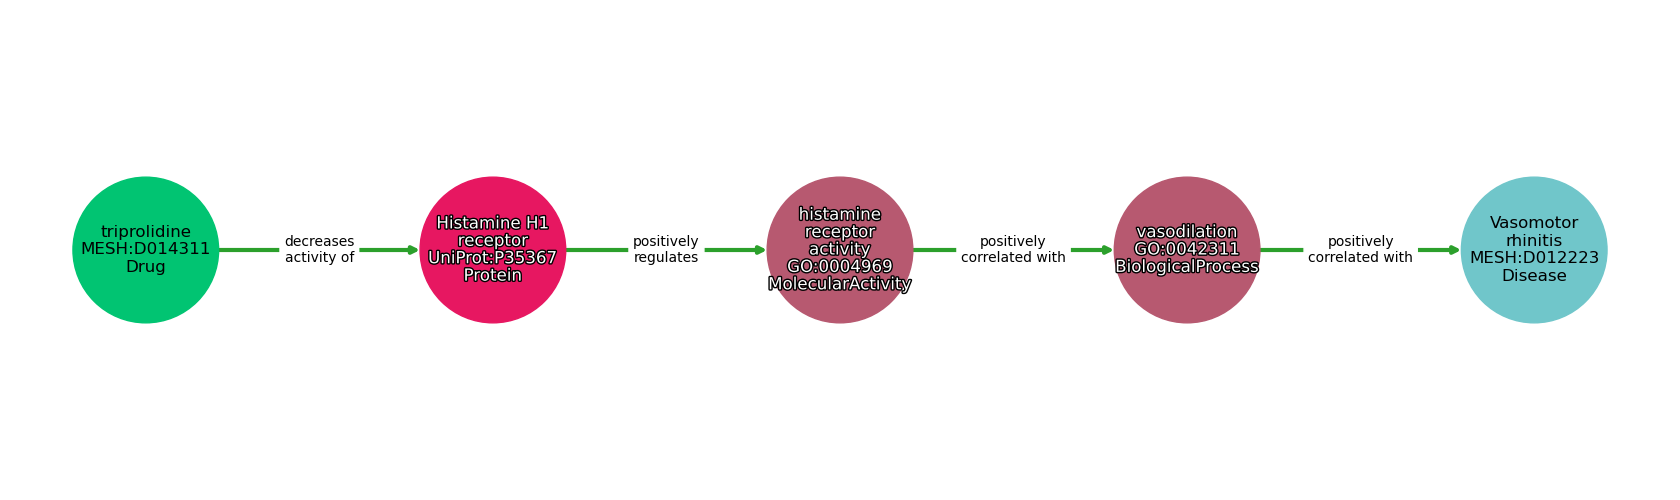 triprolidine
MESH:D014311
Drug
decreases
activity of
Histamine H1
receptor
UniProt:P35367
Protein
positively
regulates
histamine
receptor
activity
GO:0004969
MolecularActivity
positively
correlated with
vasodilation
GO:0042311
BiologicalProcess
positively
correlated with
Vasomotor
rhinitis
MESH:D012223
Disease